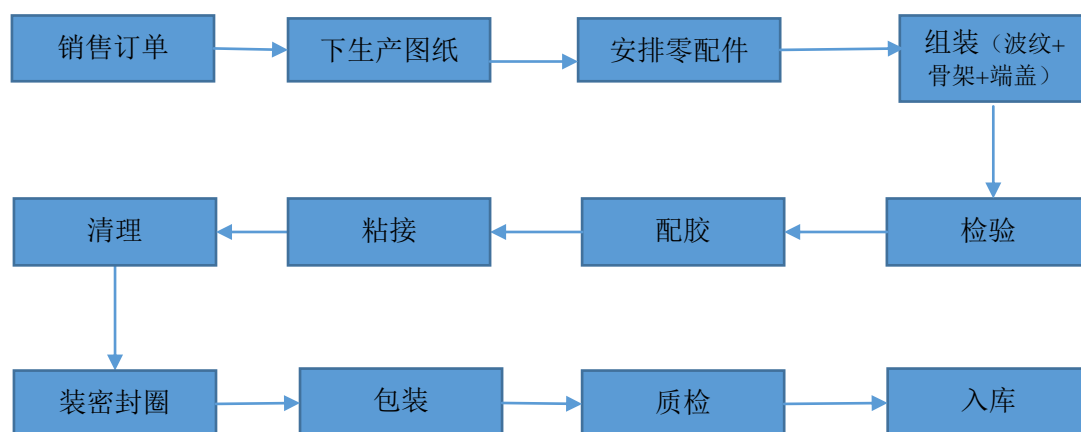 销售订单
下生产图纸
安排零配件
组装（波纹+
骨架+端盖）
检验
配胶
粘接
清理
装密封圈
包装
质检
入库